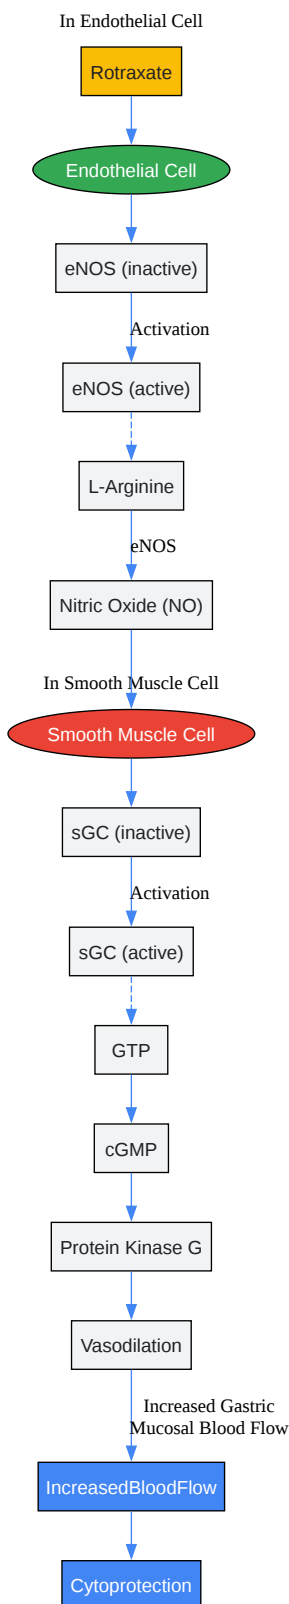 In Endothelial Cell
Rotraxate
Endothelial Cell
eNOS (inactive)
Activation
eNOS (active)
L-Arginine
eNOS
Nitric Oxide (NO)
In Smooth Muscle Cell
Smooth Muscle Cell
sGC (inactive)
Activation
sGC (active)
GTP
cGMP
Protein Kinase G
Vasodilation
Increased Gastric
Mucosal Blood Flow
IncreasedBloodFlow
Cytoprotection